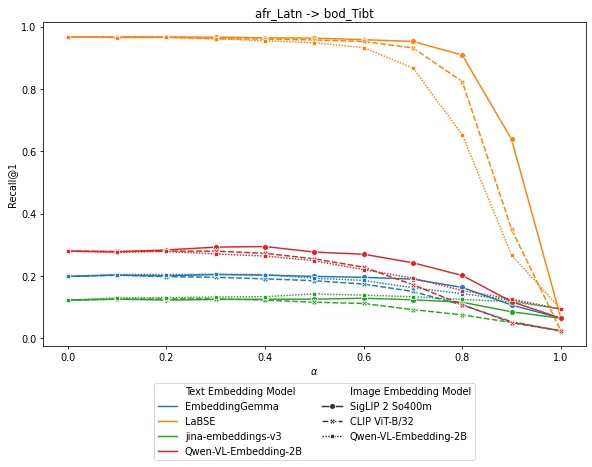 afr_Latn -> bod_Tibt
1.0
0.8
0.6
0.4
0.2
0.0
Recall@1
0.0 0.2 0.4 0.6 0.8 1.0
α
Text Embedding Model Image Embedding Model
EmbeddingGemma SigLIP 2 So400m
LaBSE CLIP ViT-B/32
jina-embeddings-v3 Qwen-VL-Embedding-2B
Qwen-VL-Embedding-2B